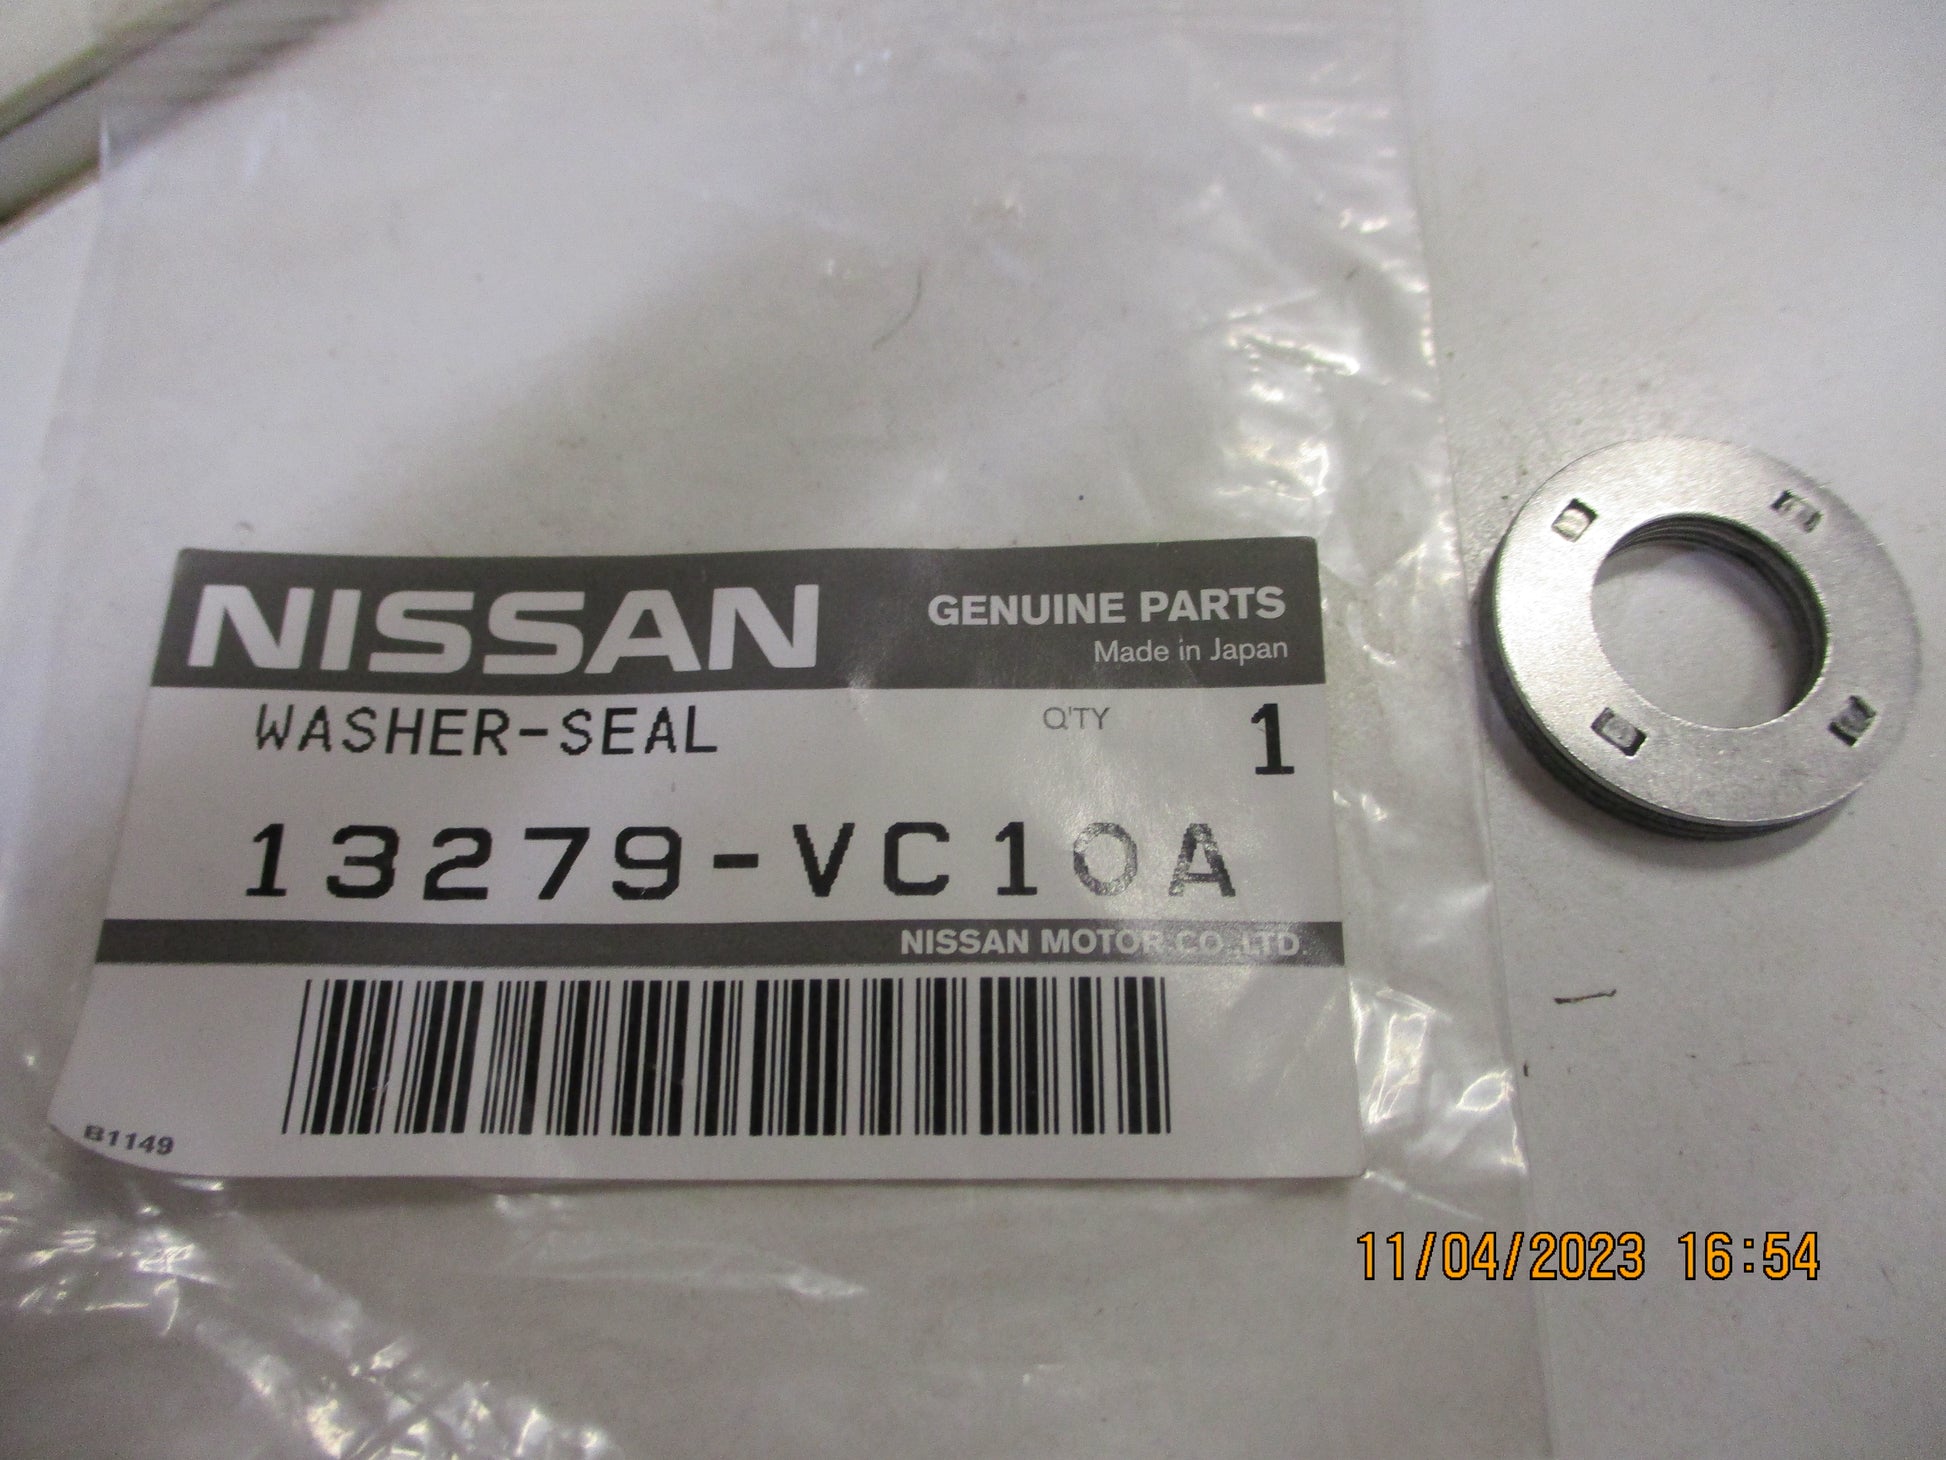 NISSAN
GENUINE PARTS
Made in Japan
WASHER-SEAL
Q'TY 1
13279-VC10A
NISSAN MOTOR CO.,LTD.
B1149
11/04/2023 16:54